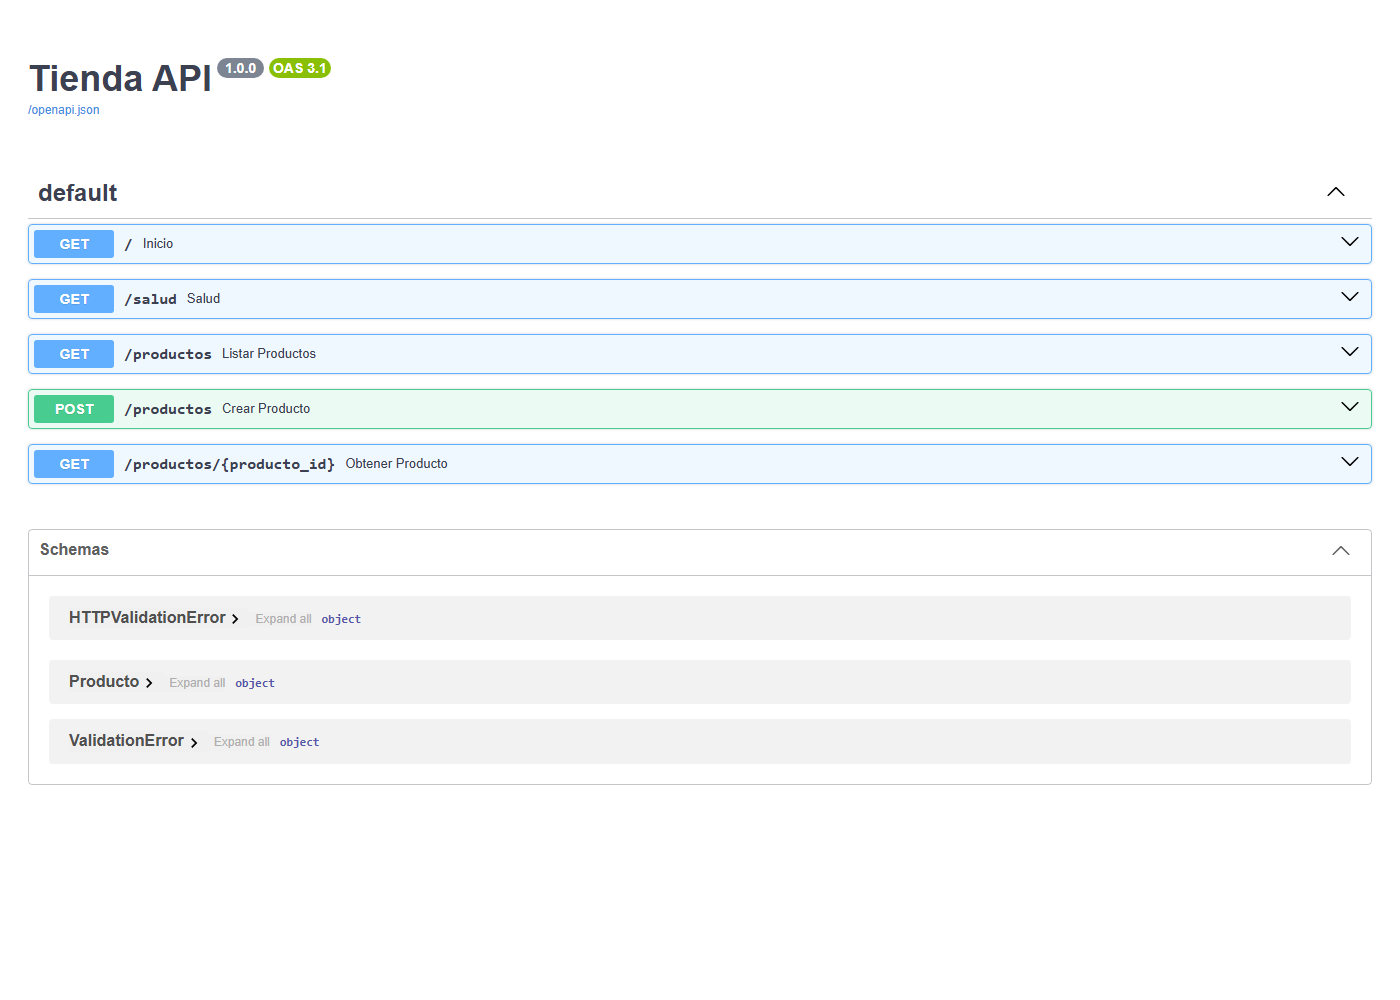 Tienda API 1.0.0 OAS 3.1
/openapi.json
default
GET / Inicio
GET /salud Salud
GET /productos Listar Productos
POST /productos Crear Producto
GET /productos/{producto_id} Obtener Producto
Schemas
HTTPValidationError Expand all object
Producto Expand all object
ValidationError Expand all object